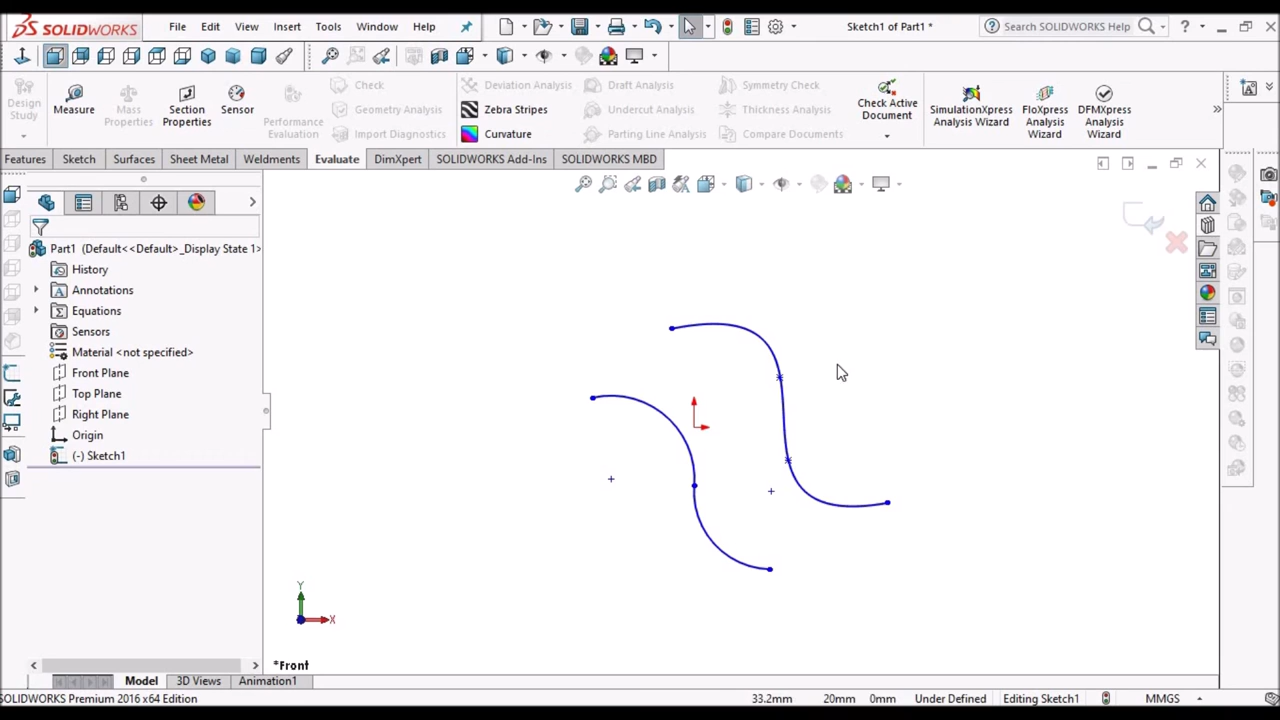 SOLIDWORKS File Edit View Insert Tools Window Help Sketch1 of Part1 * Search SOLIDWORKS Help ?
Design Study
Measure
Mass Properties
Section Properties
Sensor
Performance Evaluation
Check
Geometry Analysis
Import Diagnostics
Deviation Analysis
Zebra Stripes
Curvature
Draft Analysis
Undercut Analysis
Parting Line Analysis
Symmetry Check
Thickness Analysis
Compare Documents
Check Active Document
SimulationXpress Analysis Wizard
FloXpress Analysis Wizard
DFMXpress Analysis Wizard
Features Sketch Surfaces Sheet Metal Weldments Evaluate DimXpert SOLIDWORKS Add-Ins SOLIDWORKS MBD
Part1 (Default<<Default>_Display State 1>
History
Annotations
Equations
Sensors
Material <not specified>
Front Plane
Top Plane
Right Plane
Origin
(-) Sketch1
Y
X
*Front
Model 3D Views Animation1
SOLIDWORKS Premium 2016 x64 Edition 33.2mm 20mm 0mm Under Defined Editing Sketch1 MMGS